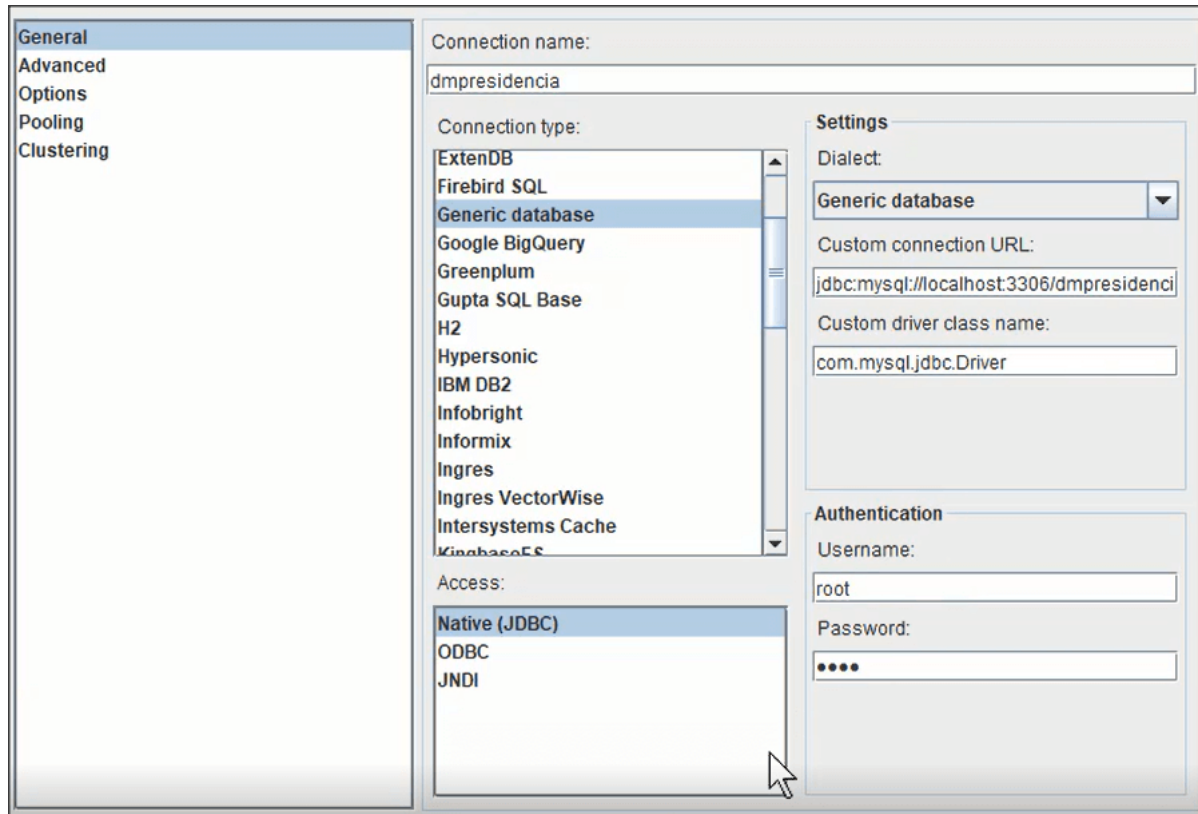 General
Advanced
Options
Pooling
Clustering
Connection name:
dmpresidencia
Connection type:
ExtenDB
Firebird SQL
Generic database
Google BigQuery
Greenplum
Gupta SQL Base
H2
Hypersonic
IBM DB2
Infobright
Informix
Ingres
Ingres VectorWise
Intersystems Cache
KingbaseES
Access:
Native (JDBC)
ODBC
JNDI
Settings
Dialect:
Generic database
Custom connection URL:
jdbc:mysql://localhost:3306/dmpresidenci
Custom driver class name:
com.mysql.jdbc.Driver
Authentication
Username:
root
Password:
••••